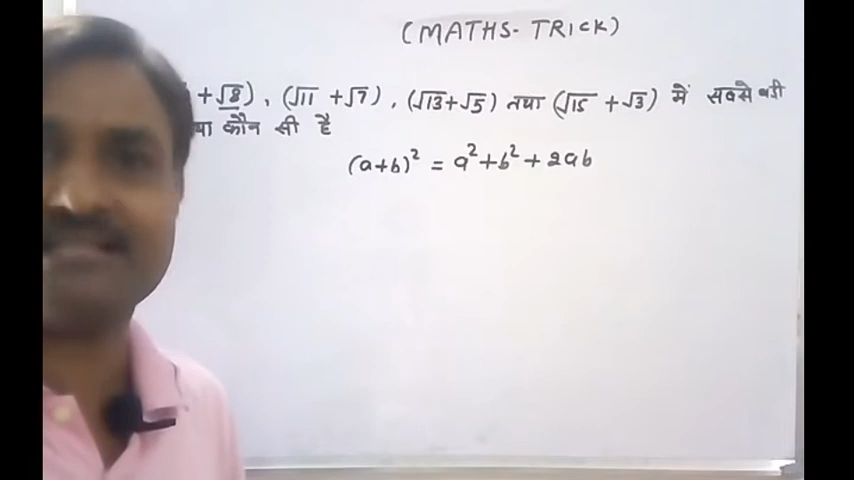 (MATHS- TRICK)
+√8), (√11 +√7), (√13+√5) तथा (√15 +√3) में सबसे बड़ी
कौन सी है
(a+b)² = a²+b²+2ab